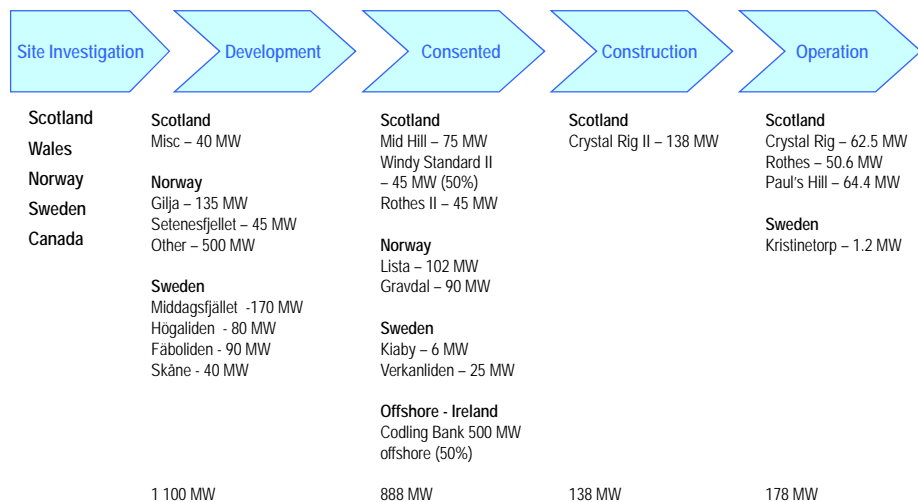 Site Investigation
Development
Consented
Construction
Operation
Scotland
Wales
Norway
Sweden
Canada
Scotland
Misc – 40 MW
Norway
Gilja – 135 MW
Setenesfjellet – 45 MW
Other – 500 MW
Sweden
Middagsfjället -170 MW
Högaliden - 80 MW
Fäboliden - 90 MW
Skåne - 40 MW
1 100 MW
Scotland
Mid Hill – 75 MW
Windy Standard II
– 45 MW (50%)
Rothes II – 45 MW
Norway
Lista – 102 MW
Gravdal – 90 MW
Sweden
Kiaby – 6 MW
Verkanliden – 25 MW
Offshore - Ireland
Codling Bank 500 MW
offshore (50%)
888 MW
Scotland
Crystal Rig II – 138 MW
138 MW
Scotland
Crystal Rig – 62.5 MW
Rothes – 50.6 MW
Paul's Hill – 64.4 MW
Sweden
Kristinetorp – 1.2 MW
178 MW